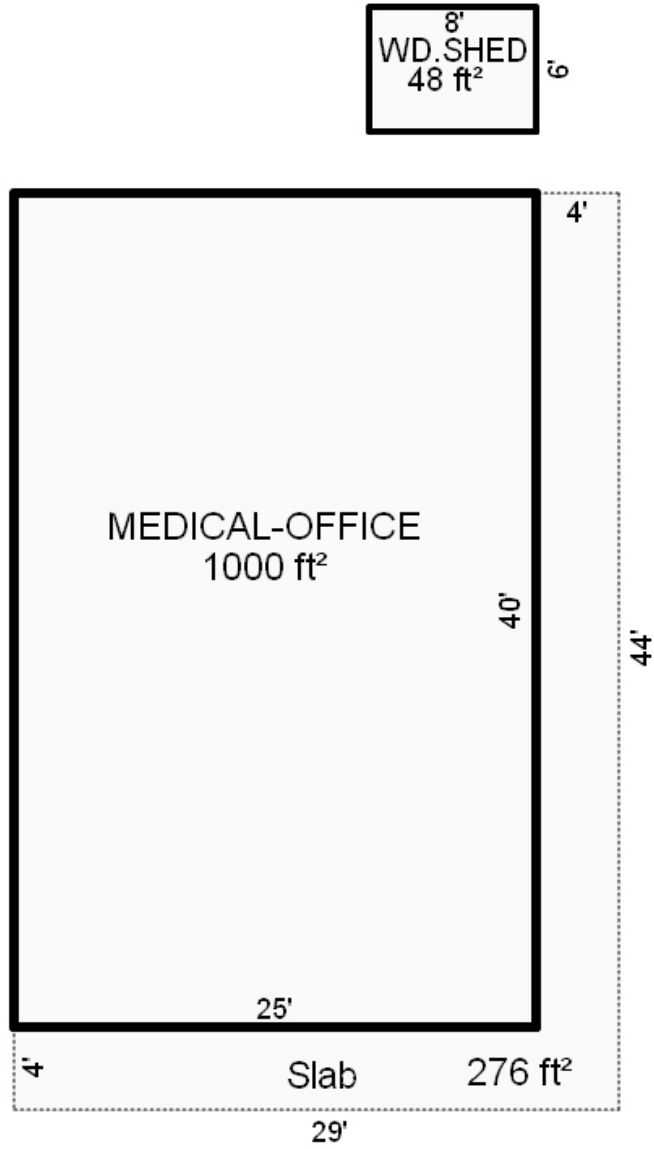 8'
WD.SHED
48 ft²
6'
4'
MEDICAL-OFFICE
1000 ft²
40'
44'
25'
4'
Slab
276 ft²
29'